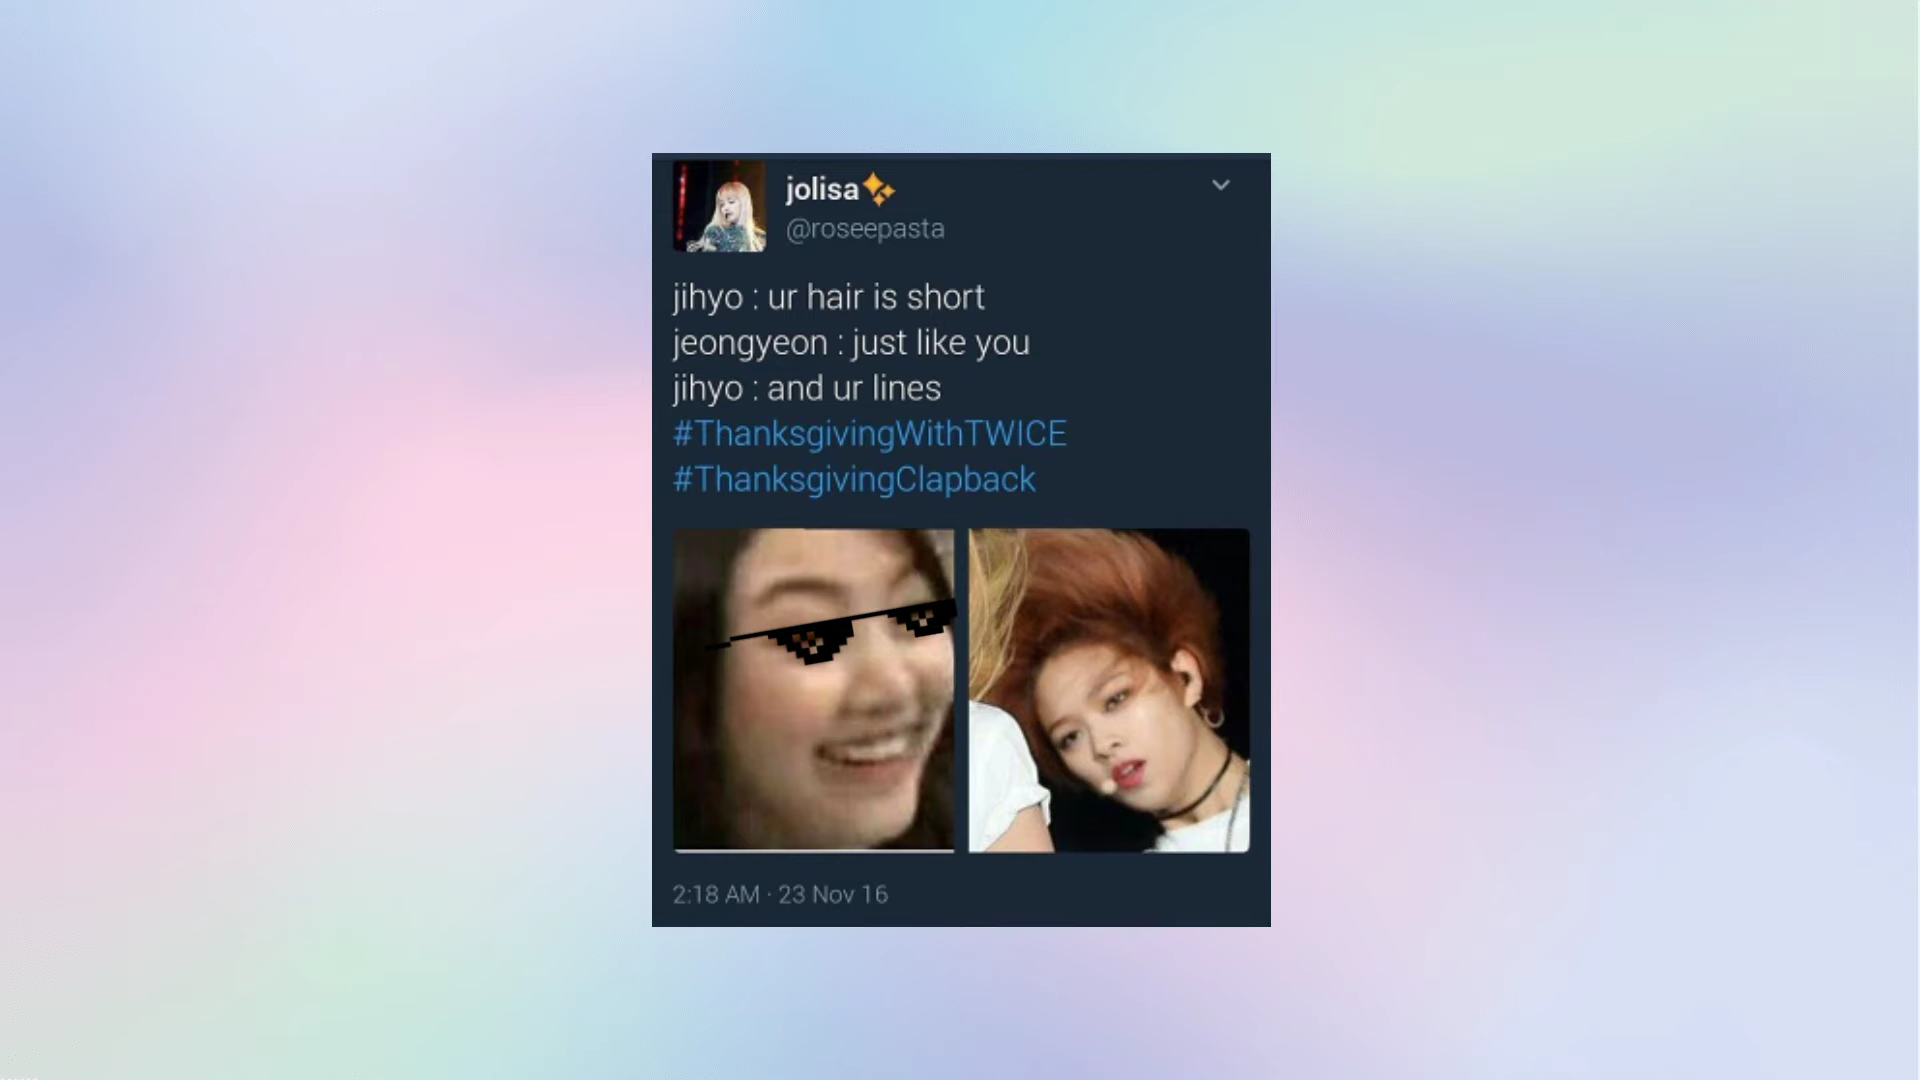 jolisa✨
@roseepasta
jihyo : ur hair is short
jeongyeon : just like you
jihyo : and ur lines
#ThanksgivingWithTWICE
#ThanksgivingClapback
2:18 AM · 23 Nov 16